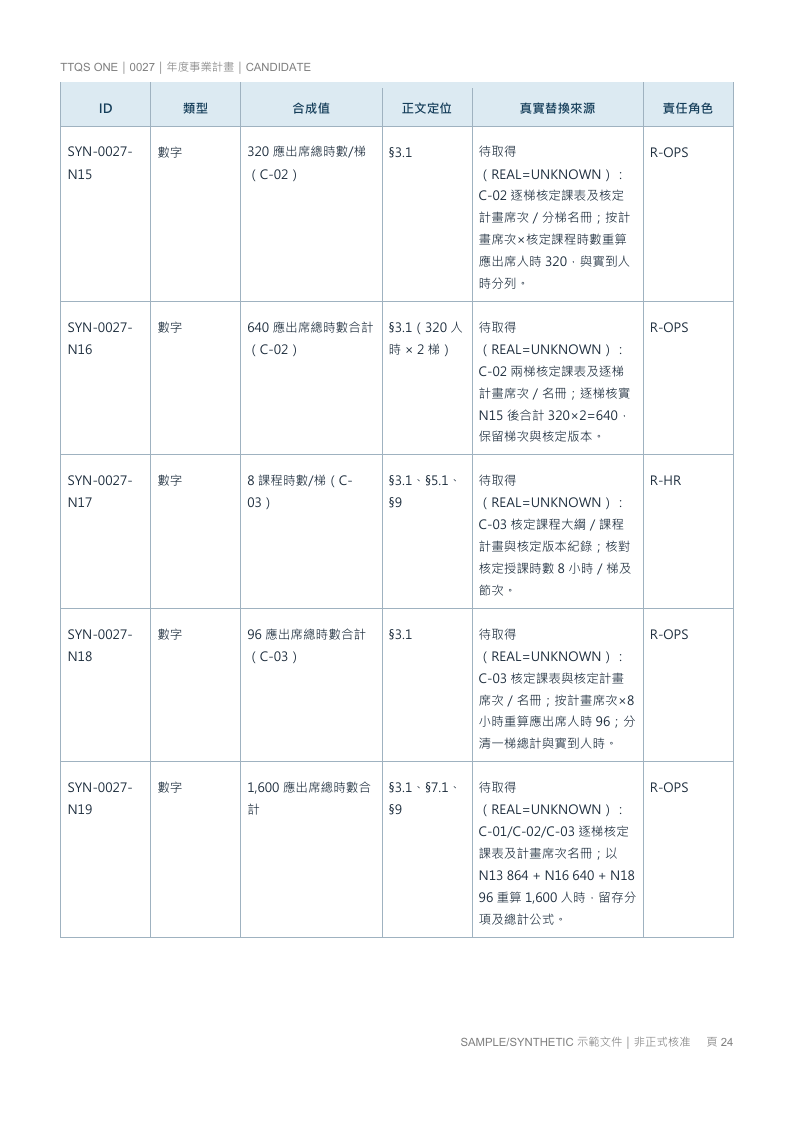 TTQS ONE｜0027｜年度事業計畫｜CANDIDATE
ID 類型 合成值 正文定位 真實替換來源 責任角色
SYN-0027-
N15
數字
320 應出席總時數/梯
（C-02）
§3.1
待取得
（REAL=UNKNOWN）：
C-02 逐梯核定課表及核定
計畫席次／分梯名冊；按計
畫席次×核定課程時數重算
應出席人時 320，與實到人
時分列。
R-OPS
SYN-0027-
N16
數字
640 應出席總時數合計
（C-02）
§3.1（320 人
時 × 2 梯）
待取得
（REAL=UNKNOWN）：
C-02 兩梯核定課表及逐梯
計畫席次／名冊；逐梯核實
N15 後合計 320×2=640，
保留梯次與核定版本。
R-OPS
SYN-0027-
N17
數字
8 課程時數/梯（C-
03）
§3.1、§5.1、
§9
待取得
（REAL=UNKNOWN）：
C-03 核定課程大綱／課程
計畫與核定版本紀錄；核對
核定授課時數 8 小時／梯及
節次。
R-HR
SYN-0027-
N18
數字
96 應出席總時數合計
（C-03）
§3.1
待取得
（REAL=UNKNOWN）：
C-03 核定課表與核定計畫
席次／名冊；按計畫席次×8
小時重算應出席人時 96；分
清一梯總計與實到人時。
R-OPS
SYN-0027-
N19
數字
1,600 應出席總時數合
計
§3.1、§7.1、
§9
待取得
（REAL=UNKNOWN）：
C-01/C-02/C-03 逐梯核定
課表及計畫席次名冊；以
N13 864 + N16 640 + N18
96 重算 1,600 人時，留存分
項及總計公式。
R-OPS
SAMPLE/SYNTHETIC 示範文件｜非正式核准 頁 24